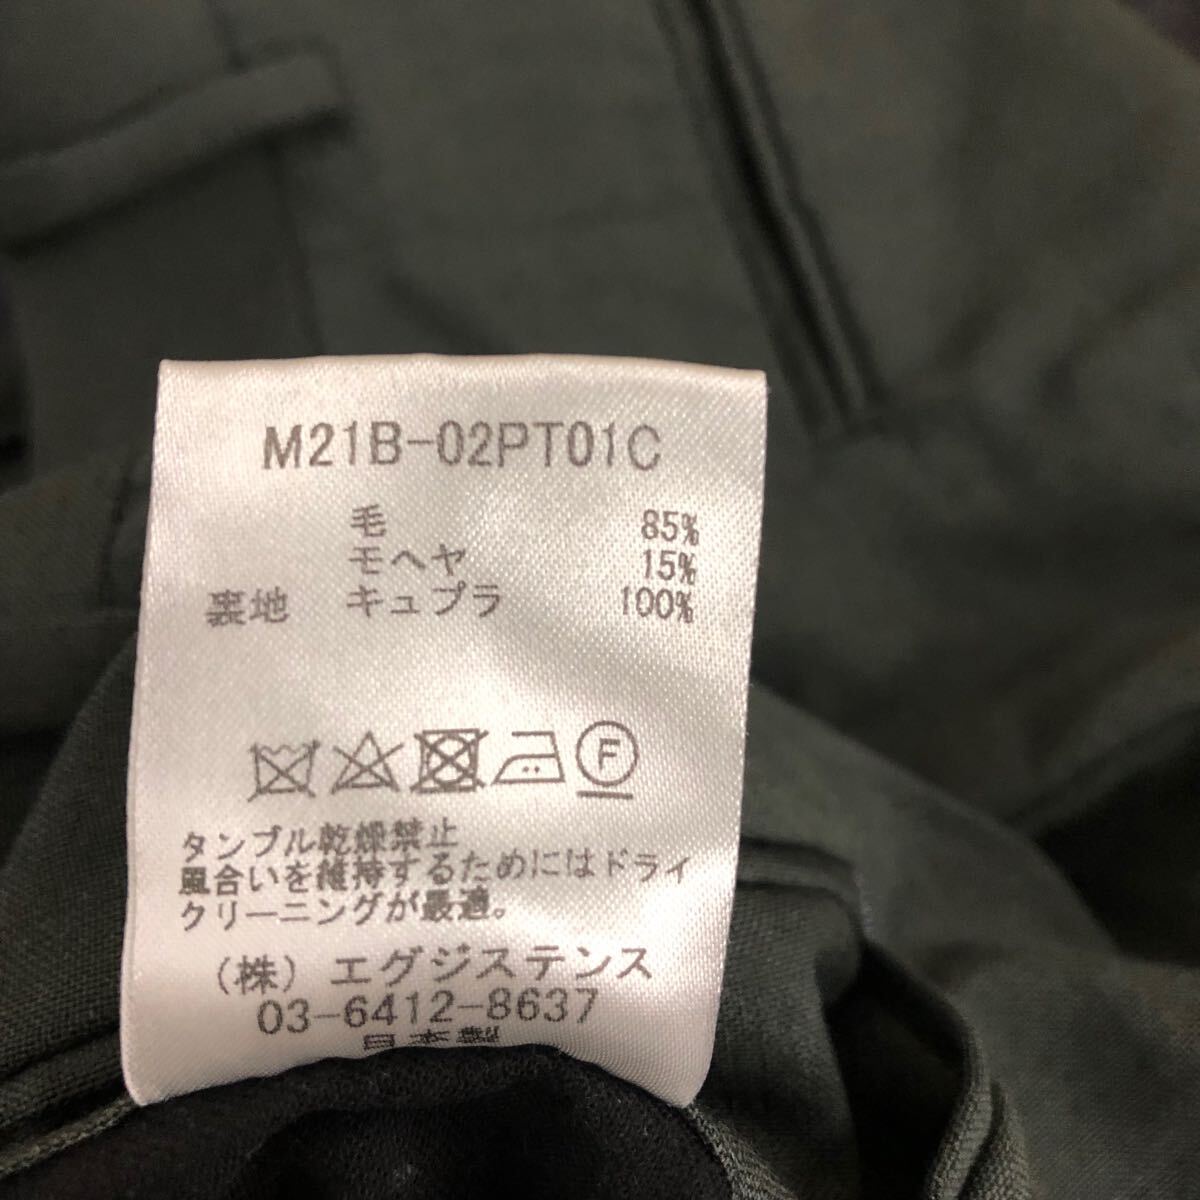 M21B-02PT01C
毛 85%
モヘヤ 15%
裏地 キュプラ 100%
F
タンブル乾燥禁止
風合いを維持するためにはドライ
クリーニングが最適。
(株) エグジステンス
03-6412-8637
日本製